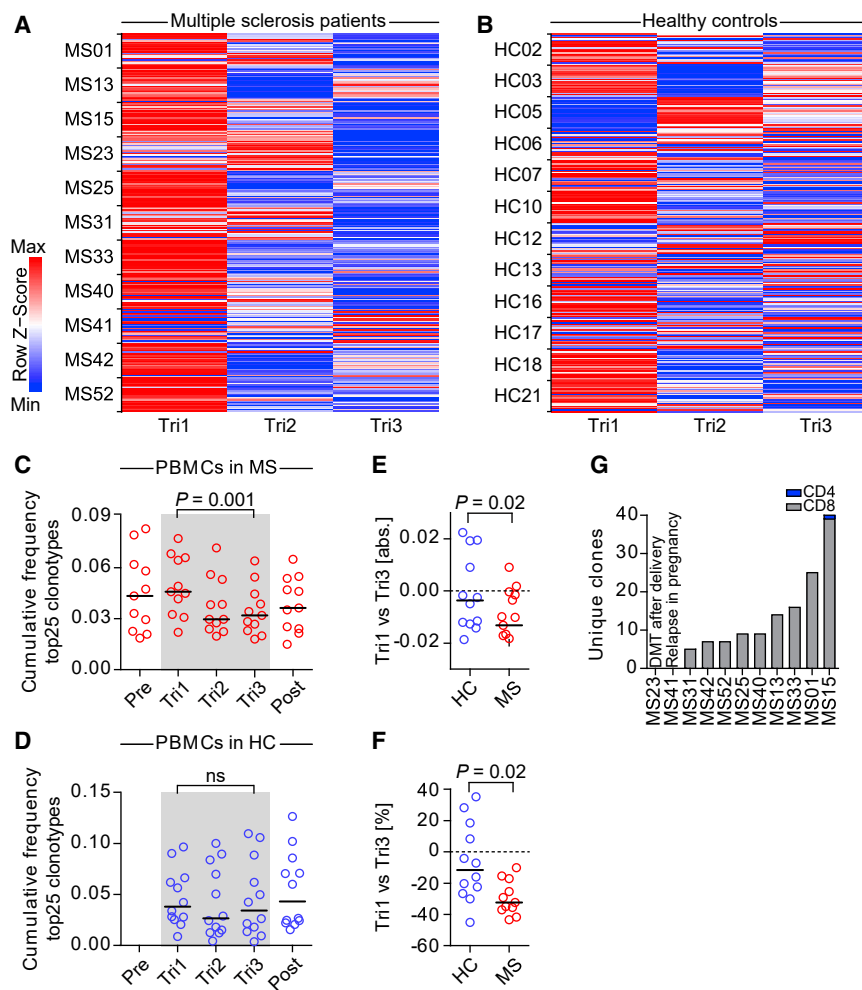 A
Multiple sclerosis patients
MS01
MS13
MS15
MS23
MS25
MS31
MS33
MS40
MS41
MS42
MS52
Max
Row Z−Score
Min
Tri1 Tri2 Tri3
B
Healthy controls
HC02
HC03
HC05
HC06
HC07
HC10
HC12
HC13
HC16
HC17
HC18
HC21
Tri1 Tri2 Tri3
C
PBMCs in MS
P = 0.001
Cumulative frequency
top25 clonotypes
0.09
0.06
0.03
0.00
Pre Tri1 Tri2 Tri3 Post
D
PBMCs in HC
ns
Cumulative frequency
top25 clonotypes
0.15
0.10
0.05
0.00
Pre Tri1 Tri2 Tri3 Post
E
P = 0.02
Tri1 vs Tri3 [abs.]
0.02
0.00
-0.02
HC MS
F
P = 0.02
Tri1 vs Tri3 [%]
40
20
0
-20
-40
-60
HC MS
G
CD4
CD8
Unique clones
40
30
20
10
0
DMT after delivery
Relapse in pregnancy
MS23 MS41 MS31 MS42 MS52 MS25 MS40 MS13 MS33 MS01 MS15